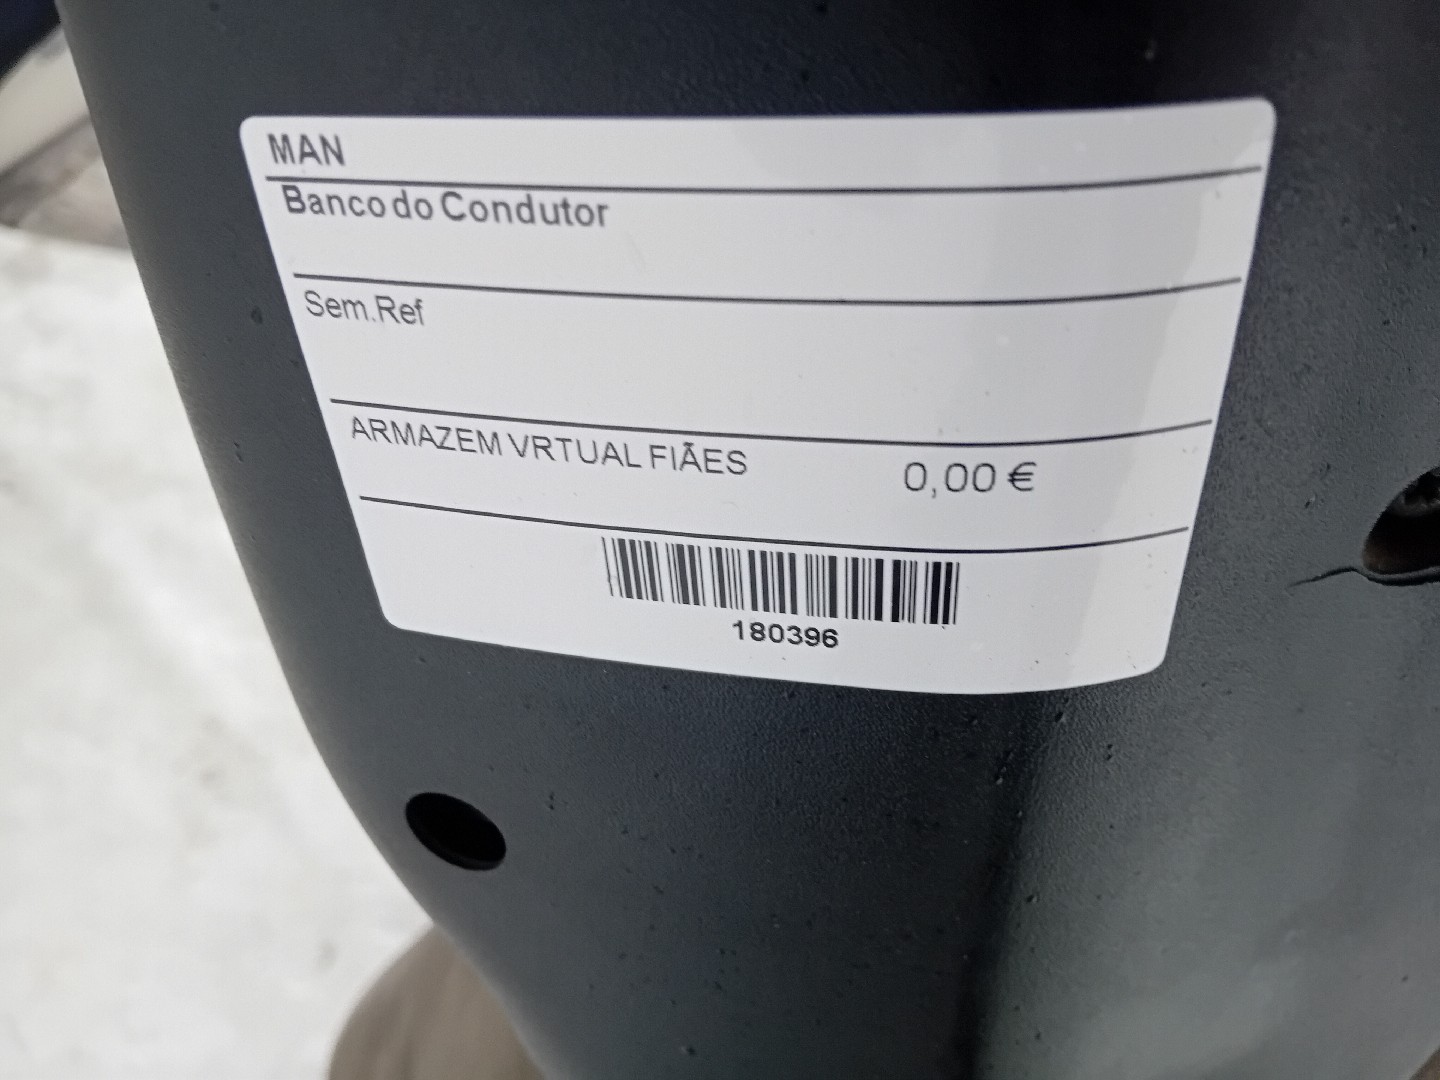 MAN
Banco do Condutor
Sem.Ref
ARMAZEM VRTUAL FIÃES 0,00 €
180396